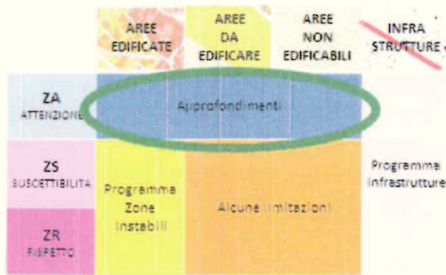 AREE
EDIFICATE
AREE
DA
EDIFICARE
AREE
NON
EDIFICABILI
INFRA
STRUTTURE
ZA
ATTENZIONE
Approfondimenti
ZS
SUSCETTIBILITA
Programma
Zone
Instabili
Alcune limitazioni
Programma
Infrastrutture
ZR
RISPETTO